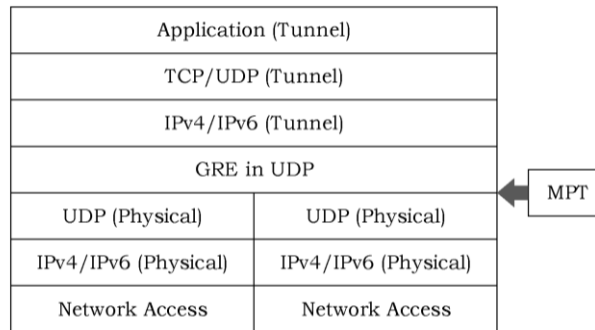 Application (Tunnel)
TCP/UDP (Tunnel)
IPv4/IPv6 (Tunnel)
GRE in UDP
MPT
UDP (Physical)
UDP (Physical)
IPv4/IPv6 (Physical)
IPv4/IPv6 (Physical)
Network Access
Network Access